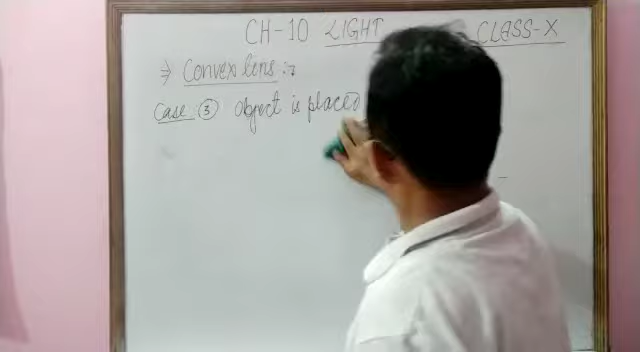 CH-10 LIGHT CLASS-X
⇒ Convex lens :-
Case ③ Object is placed